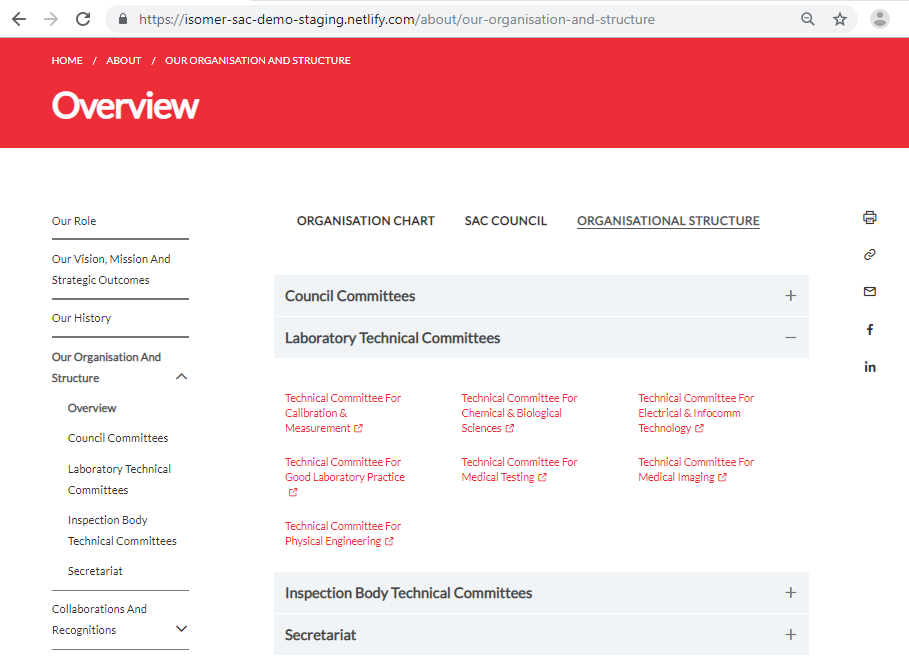 https://isomer-sac-demo-staging.netlify.com/about/our-organisation-and-structure
HOME / ABOUT / OUR ORGANISATION AND STRUCTURE
Overview
Our Role
Our Vision, Mission And
Strategic Outcomes
Our History
Our Organisation And
Structure
Overview
Council Committees
Laboratory Technical
Committees
Inspection Body
Technical Committees
Secretariat
Collaborations And
Recognitions
ORGANISATION CHART SAC COUNCIL ORGANISATIONAL STRUCTURE
Council Committees
Laboratory Technical Committees
Technical Committee For
Calibration &
Measurement
Technical Committee For
Chemical & Biological
Sciences
Technical Committee For
Electrical & Infocomm
Technology
Technical Committee For
Good Laboratory Practice
Technical Committee For
Medical Testing
Technical Committee For
Medical Imaging
Technical Committee For
Physical Engineering
Inspection Body Technical Committees
Secretariat